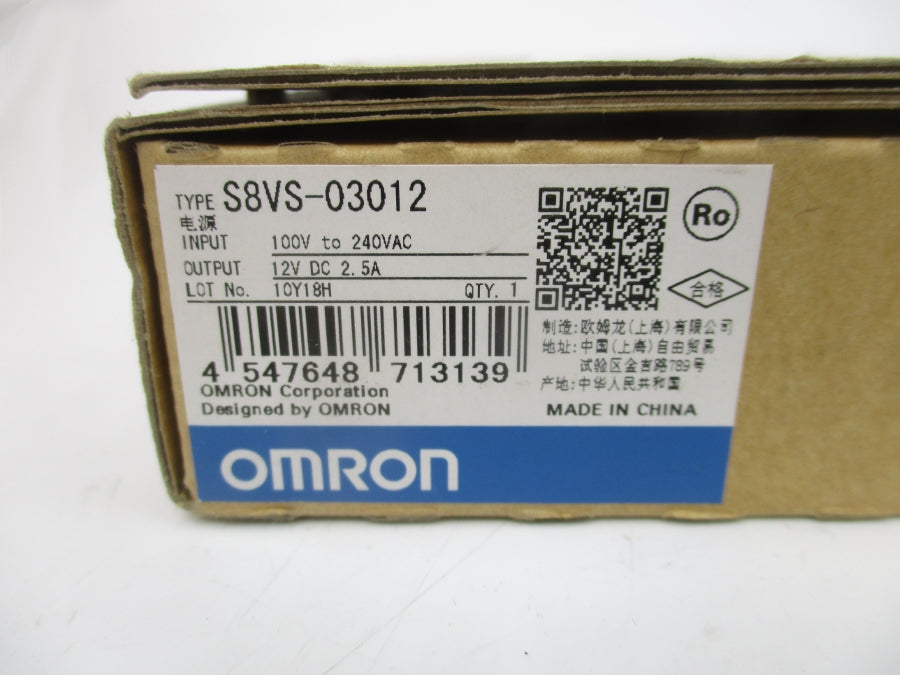 TYPE S8VS-03012
电源
INPUT 100V to 240VAC
OUTPUT 12V DC 2.5A
LOT No. 10Y18H QTY. 1
4 547648 713139
OMRON Corporation
Designed by OMRON
Ro
合格
制造:欧姆龙(上海)有限公司
地址:中国(上海)自由贸易
试验区金吉路789号
产地:中华人民共和国
MADE IN CHINA
OMRON